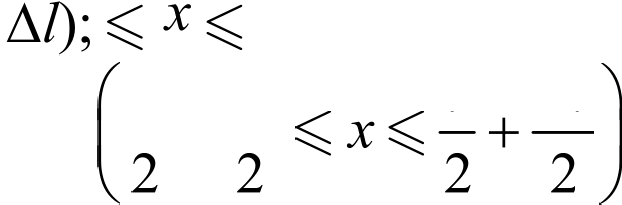 Δl); ⩽ x ⩽
( 2 2 ⩽ x ⩽ — 2 + — 2 )